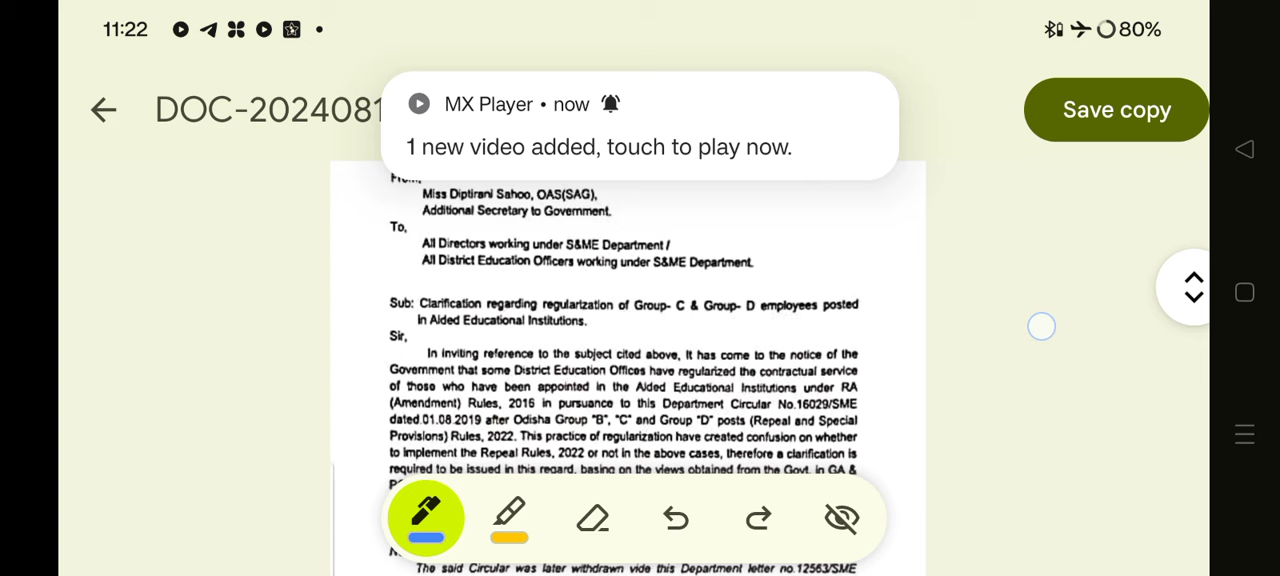 11:22
80%
DOC-2024081
Save copy
MX Player • now
1 new video added, touch to play now.
Miss Diptirani Sahoo, OAS(SAG),
Additional Secretary to Government.
To,
All Directors working under S&ME Department /
All District Education Officers working under S&ME Department.
Sub: Clarification regarding regularization of Group- C & Group- D employees posted
in Aided Educational Institutions.
Sir,
In inviting reference to the subject cited above, It has come to the notice of the
Government that some District Education Offices have regularized the contractual service
of those who have been appointed in the Aided Educational Institutions under RA
(Amendment) Rules, 2016 in pursuance to this Department Circular No.16029/SME
dated.01.08.2019 after Odisha Group "B", "C" and Group "D" posts (Repeal and Special
Provisions) Rules, 2022. This practice of regularization have created confusion on whether
to implement the Repeal Rules, 2022 or not in the above cases, therefore a clarification is
required to be issued in this regard, basing on the views obtained from the Govt. in GA &
The said Circular was later withdrawn vide this Department letter no.12563/SME